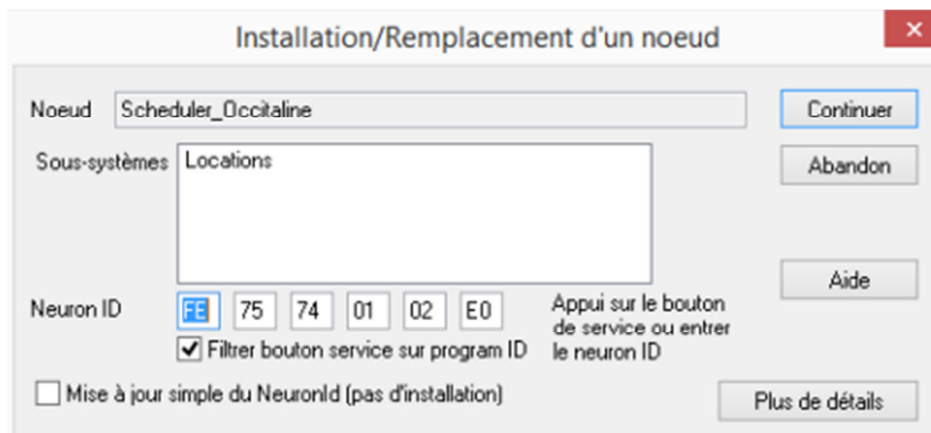 Installation/Remplacement d'un noeud
Noeud Scheduler_Occitaline Continuer
Sous-systèmes Locations Abandon
Aide
Neuron ID FE 75 74 01 02 E0 Appui sur le bouton
de service ou entrer
le neuron ID
Filtrer bouton service sur program ID
Mise à jour simple du NeuronId (pas d'installation)
Plus de détails